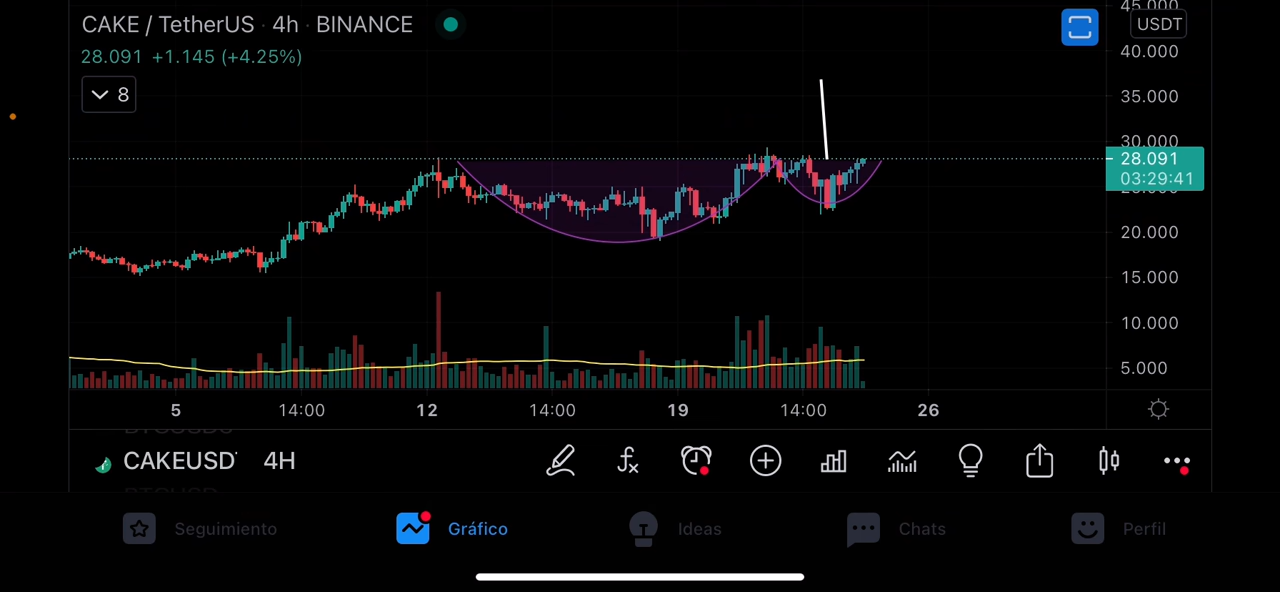 45.000
CAKE / TetherUS · 4h · BINANCE
USDT
28.091 +1.145 (+4.25%)
40.000
8
35.000
30.000
28.091
03:29:41
20.000
15.000
10.000
5.000
5 14:00 12 14:00 19 14:00 26
CAKEUSD 4H
Seguimiento Gráfico Ideas Chats Perfil